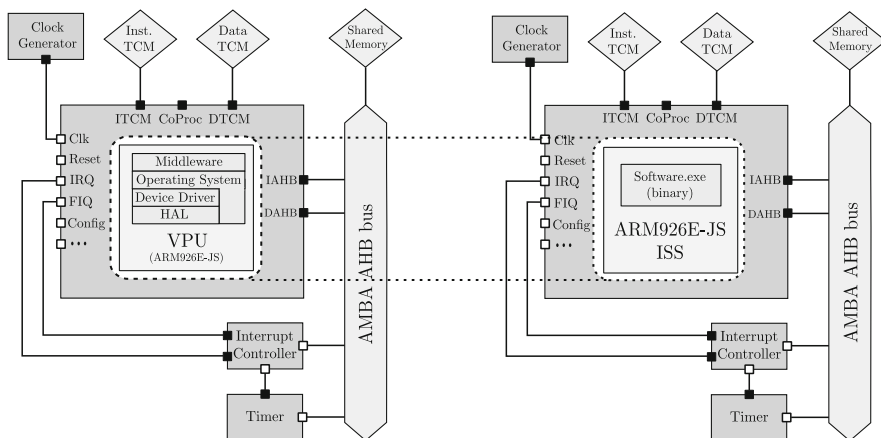 Clock
Generator
Inst.
TCM
Data
TCM
Shared
Memory
ITCM CoProc DTCM
Clk
Reset
IRQ
FIQ
Config
...
Middleware
Operating System
Device Driver
HAL
VPU
(ARM926E-JS)
IAHB
DAHB
AMBA AHB bus
Interrupt
Controller
Timer
Clock
Generator
Inst.
TCM
Data
TCM
Shared
Memory
ITCM CoProc DTCM
Clk
Reset
IRQ
FIQ
Config
...
Software.exe
(binary)
ARM926E-JS
ISS
IAHB
DAHB
AMBA AHB bus
Interrupt
Controller
Timer